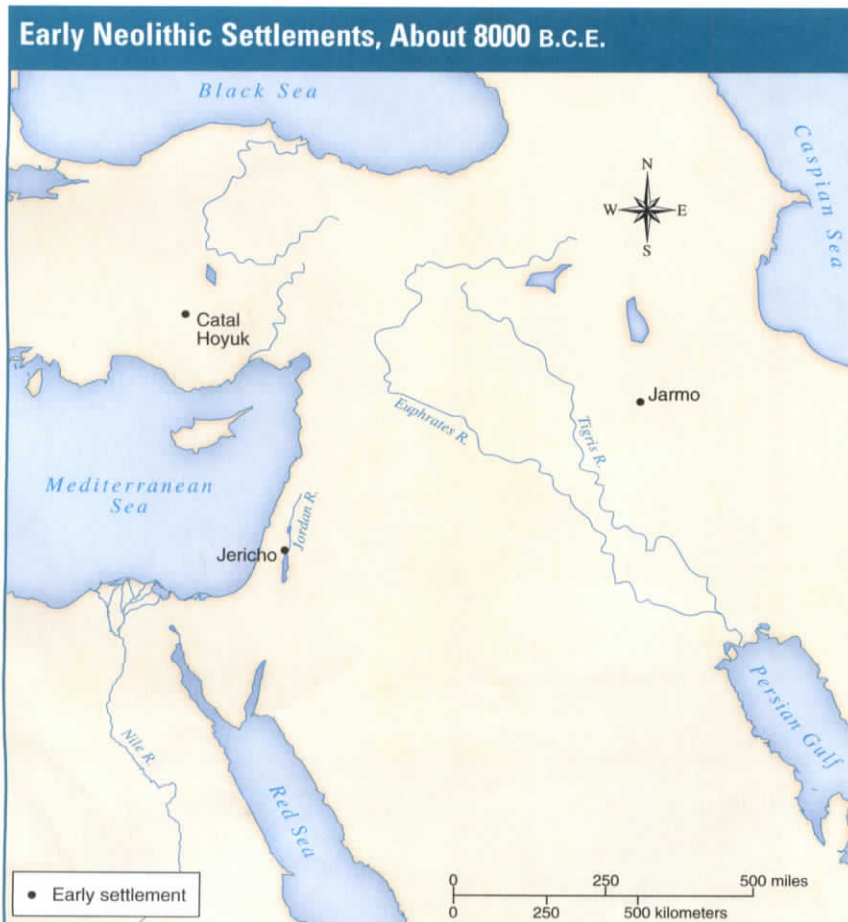 Early Neolithic Settlements, About 8000 B.C.E.
Black Sea
Caspian Sea
N
W E
S
Catal
Hoyuk
Jarmo
Euphrates R.
Tigris R.
Mediterranean
Sea
Jordan R.
Jericho
Nile R.
Red Sea
Persian Gulf
Early settlement
0 250 500 miles
0 250 500 kilometers